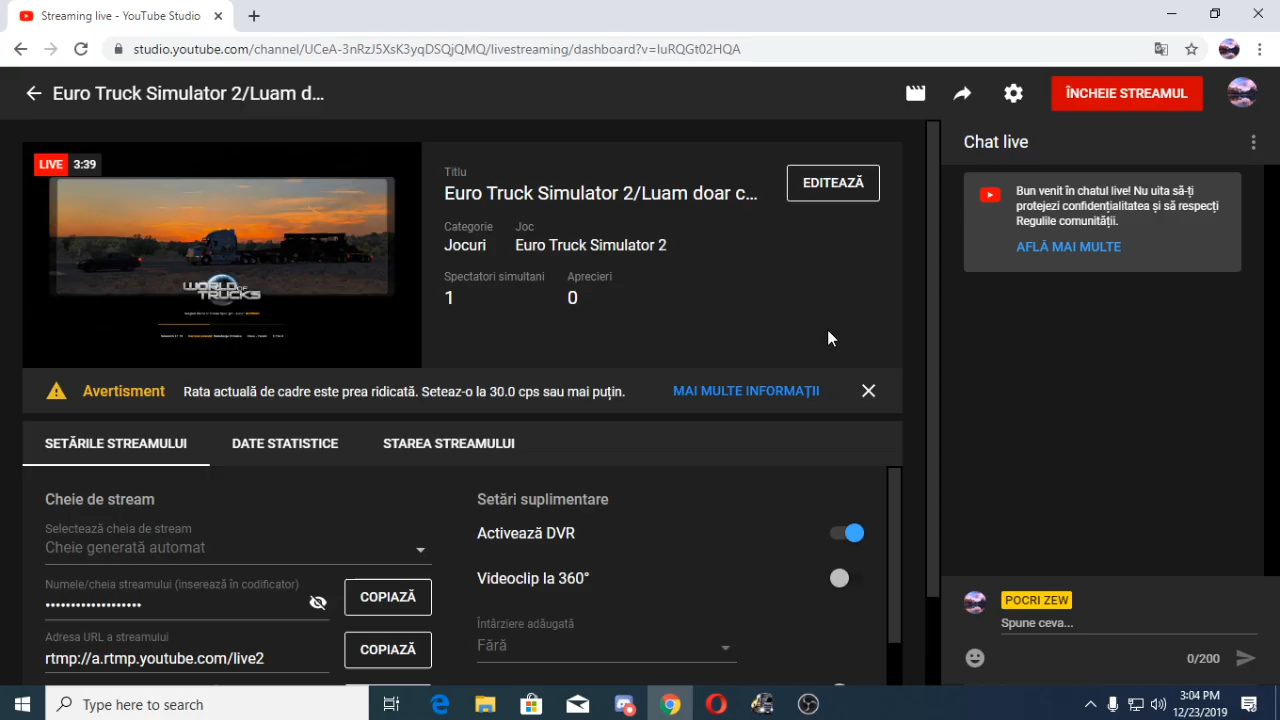 Streaming live - YouTube Studio
studio.youtube.com/channel/UCeA-3nRzJ5XsK3yqDSQjQMQ/livestreaming/dashboard?v=IuRQGt02HQA
Euro Truck Simulator 2/Luam d...
ÎNCHEIE STREAMUL
LIVE 3:39
WORLD OF
TRUCKS
Titlu
Euro Truck Simulator 2/Luam doar c...
EDITEAZĂ
Categorie Joc
Jocuri Euro Truck Simulator 2
Spectatori simultani Aprecieri
1 0
Avertisment Rata actuală de cadre este prea ridicată. Seteaz-o la 30.0 cps sau mai puțin. MAI MULTE INFORMAȚII
SETĂRILE STREAMULUI DATE STATISTICE STAREA STREAMULUI
Cheie de stream
Selectează cheia de stream
Cheie generată automat
Numele/cheia streamului (inserează în codificator)
•••••••••••••••••••
COPIAZĂ
Adresa URL a streamului
rtmp://a.rtmp.youtube.com/live2
COPIAZĂ
Setări suplimentare
Activează DVR
Videoclip la 360°
Întârziere adăugată
Fără
Chat live
Bun venit în chatul live! Nu uita să-ți
protejezi confidențialitatea și să respecți
Regulile comunității.
AFLĂ MAI MULTE
POCRI ZEW
Spune ceva...
0/200
Type here to search
3:04 PM
12/23/2019